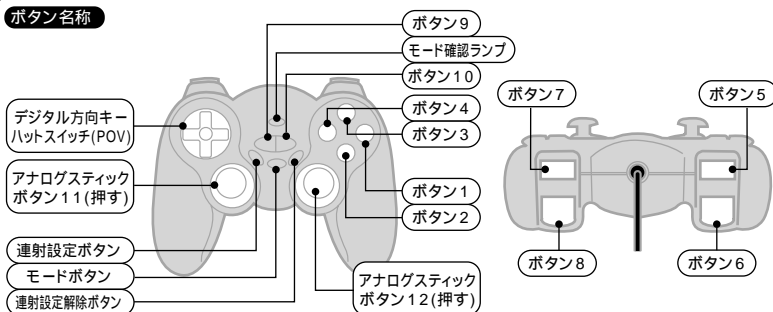 ボタン名称
ボタン9
モード確認ランプ
ボタン10
ボタン4
ボタン3
デジタル方向キー
ハットスイッチ(POV)
アナログスティック
ボタン11(押す)
ボタン1
ボタン2
連射設定ボタン
モードボタン
連射設定解除ボタン
アナログスティック
ボタン12(押す)
ボタン7
ボタン5
ボタン8
ボタン6